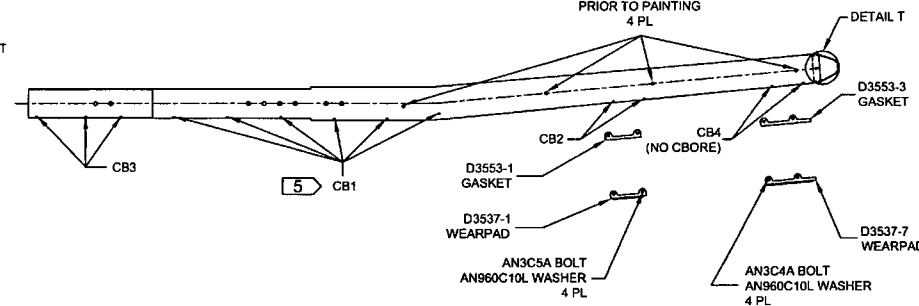 PRIOR TO PAINTING
4 PL
DETAIL T
T
D3553-3
GASKET
CB2
CB4
(NO CBORE)
CB3
5
CB1
D3553-1
GASKET
D3537-1
WEARPAD
D3537-7
WEARPAD
AN3C5A BOLT
AN960C10L WASHER
4 PL
AN3C4A BOLT
AN960C10L WASHER
4 PL